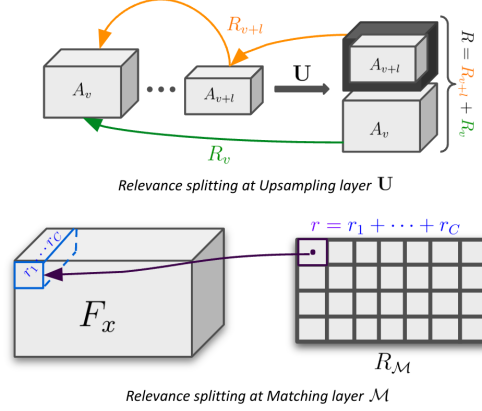 R_{v+l}
A_v
A_{v+l}
U
A_{v+l}
A_v
R = R_{v+l} + R_v
R_v
Relevance splitting at Upsampling layer U
r = r_1 + ⋯ + r_C
r_1 ... r_C
F_x
R_ℳ
Relevance splitting at Matching layer ℳ